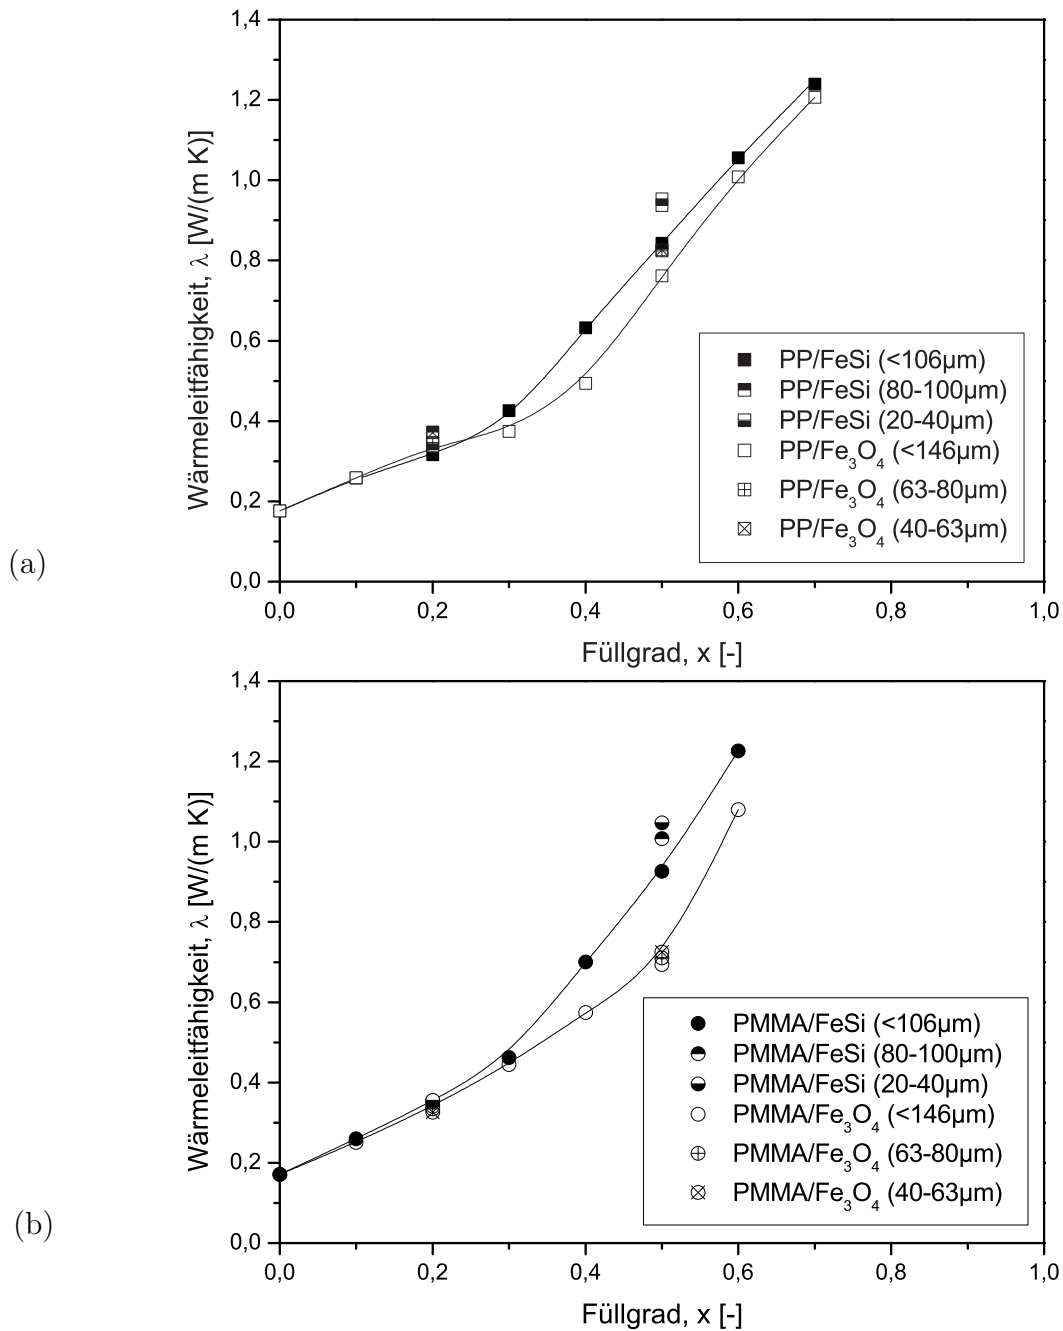 (a)
Wärmeleitfähigkeit, λ [W/(m K)]
1,4
1,2
1,0
0,8
0,6
0,4
0,2
0,0
PP/FeSi (<106µm)
PP/FeSi (80-100µm)
PP/FeSi (20-40µm)
PP/Fe₃O₄ (<146µm)
PP/Fe₃O₄ (63-80µm)
PP/Fe₃O₄ (40-63µm)
0,0 0,2 0,4 0,6 0,8 1,0
Füllgrad, x [-]
(b)
Wärmeleitfähigkeit, λ [W/(m K)]
1,4
1,2
1,0
0,8
0,6
0,4
0,2
0,0
PMMA/FeSi (<106µm)
PMMA/FeSi (80-100µm)
PMMA/FeSi (20-40µm)
PMMA/Fe₃O₄ (<146µm)
PMMA/Fe₃O₄ (63-80µm)
PMMA/Fe₃O₄ (40-63µm)
0,0 0,2 0,4 0,6 0,8 1,0
Füllgrad, x [-]